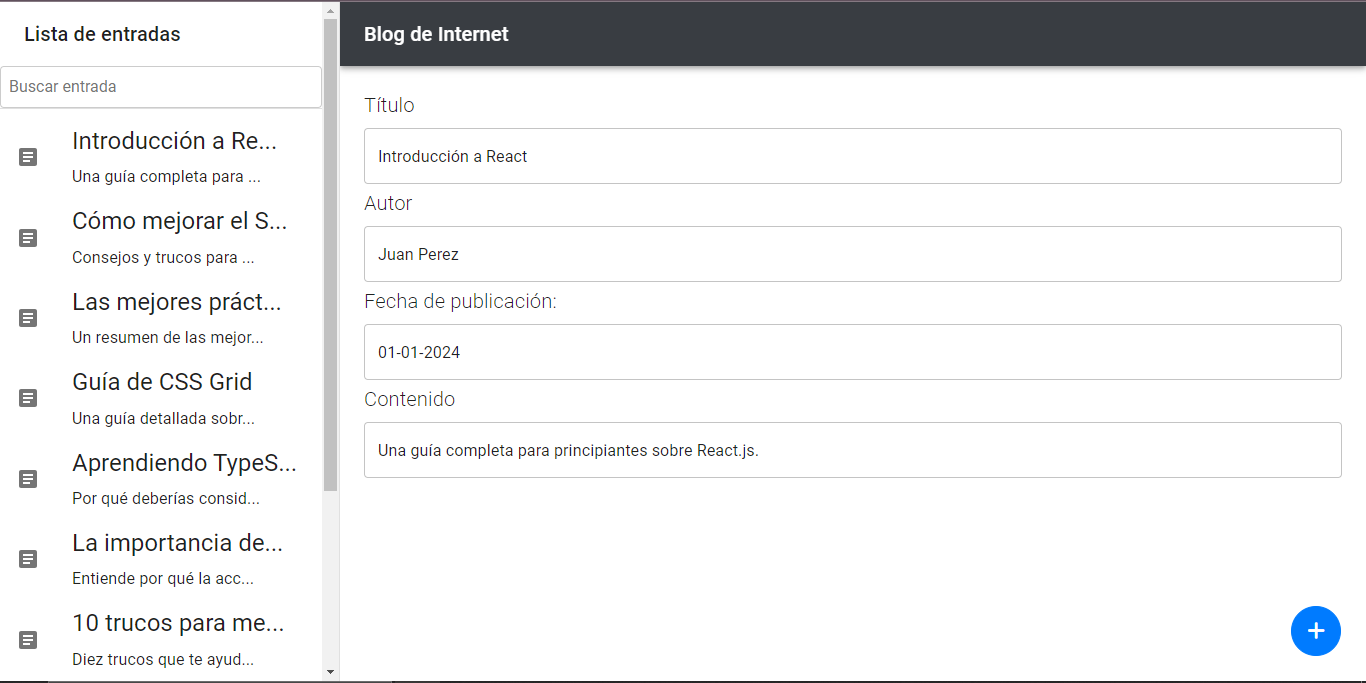 Lista de entradas
Buscar entrada
Introducción a Re...
Una guía completa para ...
Cómo mejorar el S...
Consejos y trucos para ...
Las mejores práct...
Un resumen de las mejor...
Guía de CSS Grid
Una guía detallada sobr...
Aprendiendo TypeS...
Por qué deberías consid...
La importancia de...
Entiende por qué la acc...
10 trucos para me...
Diez trucos que te ayud...
Blog de Internet
Título
Introducción a React
Autor
Juan Perez
Fecha de publicación:
01-01-2024
Contenido
Una guía completa para principiantes sobre React.js.
+